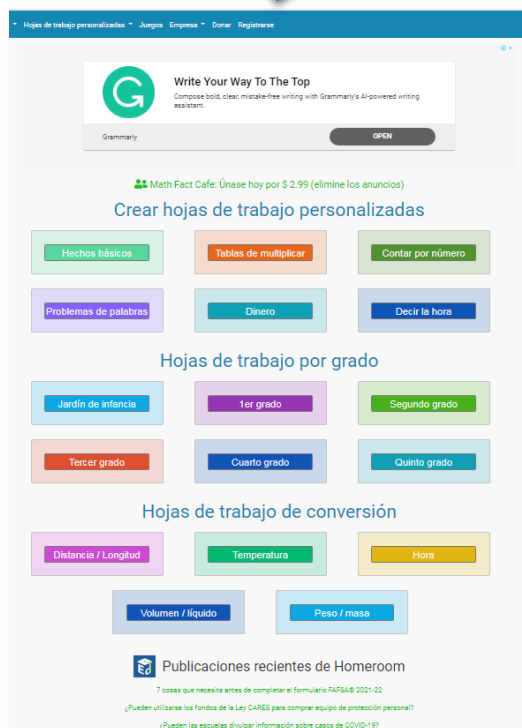 Hojas de trabajo personalizadas Juegos Empresa Donar Registrarse
Write Your Way To The Top
Compose bold, clear, mistake-free writing with Grammarly's AI-powered writing
assistant.
Grammarly OPEN
Math Fact Cafe: Únase hoy por $ 2.99 (elimine los anuncios)
Crear hojas de trabajo personalizadas
Hechos básicos Tablas de multiplicar Contar por número
Problemas de palabras Dinero Decir la hora
Hojas de trabajo por grado
Jardín de infancia 1er grado Segundo grado
Tercer grado Cuarto grado Quinto grado
Hojas de trabajo de conversión
Distancia / Longitud Temperatura Hora
Volumen / líquido Peso / masa
Publicaciones recientes de Homeroom
7 cosas que necesita antes de completar el formulario FAFSA® 2021-22
¿Pueden utilizarse los fondos de la Ley CARES para comprar equipo de protección personal?
¿Pueden las escuelas divulgar información sobre casos de COVID-19?